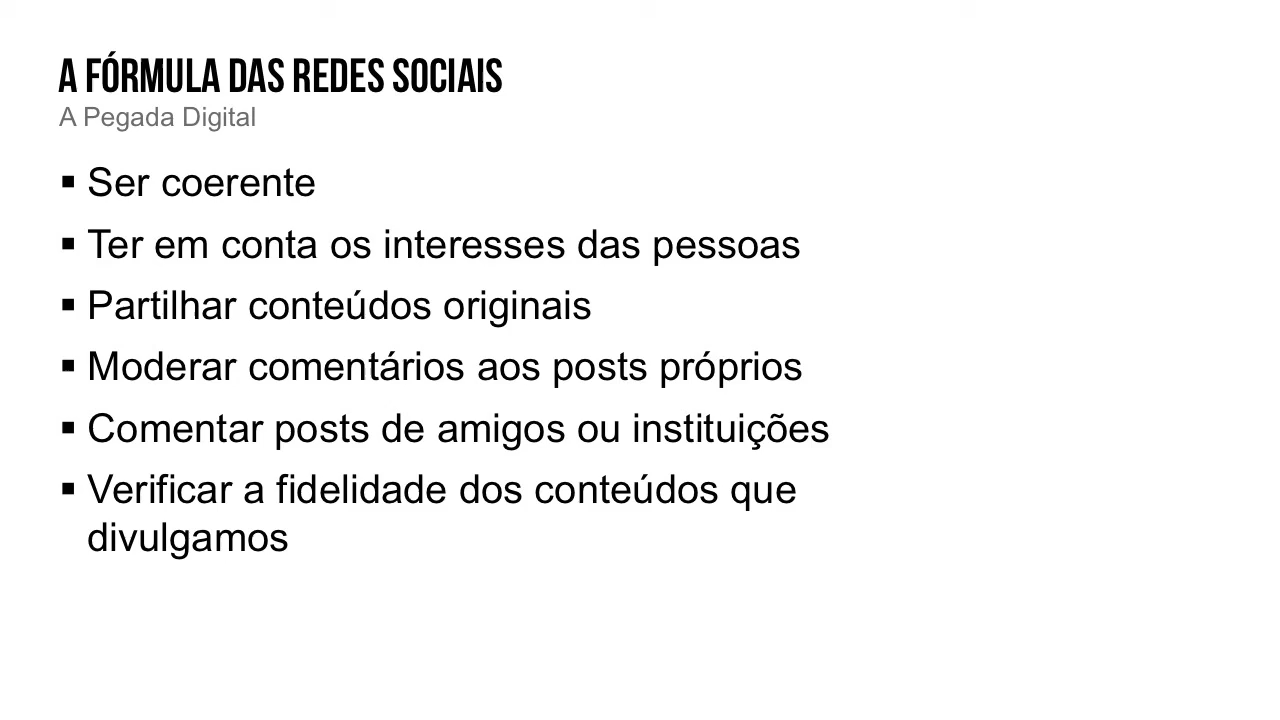 A FÓRMULA DAS REDES SOCIAIS
A Pegada Digital
▪ Ser coerente
▪ Ter em conta os interesses das pessoas
▪ Partilhar conteúdos originais
▪ Moderar comentários aos posts próprios
▪ Comentar posts de amigos ou instituições
▪ Verificar a fidelidade dos conteúdos que
divulgamos